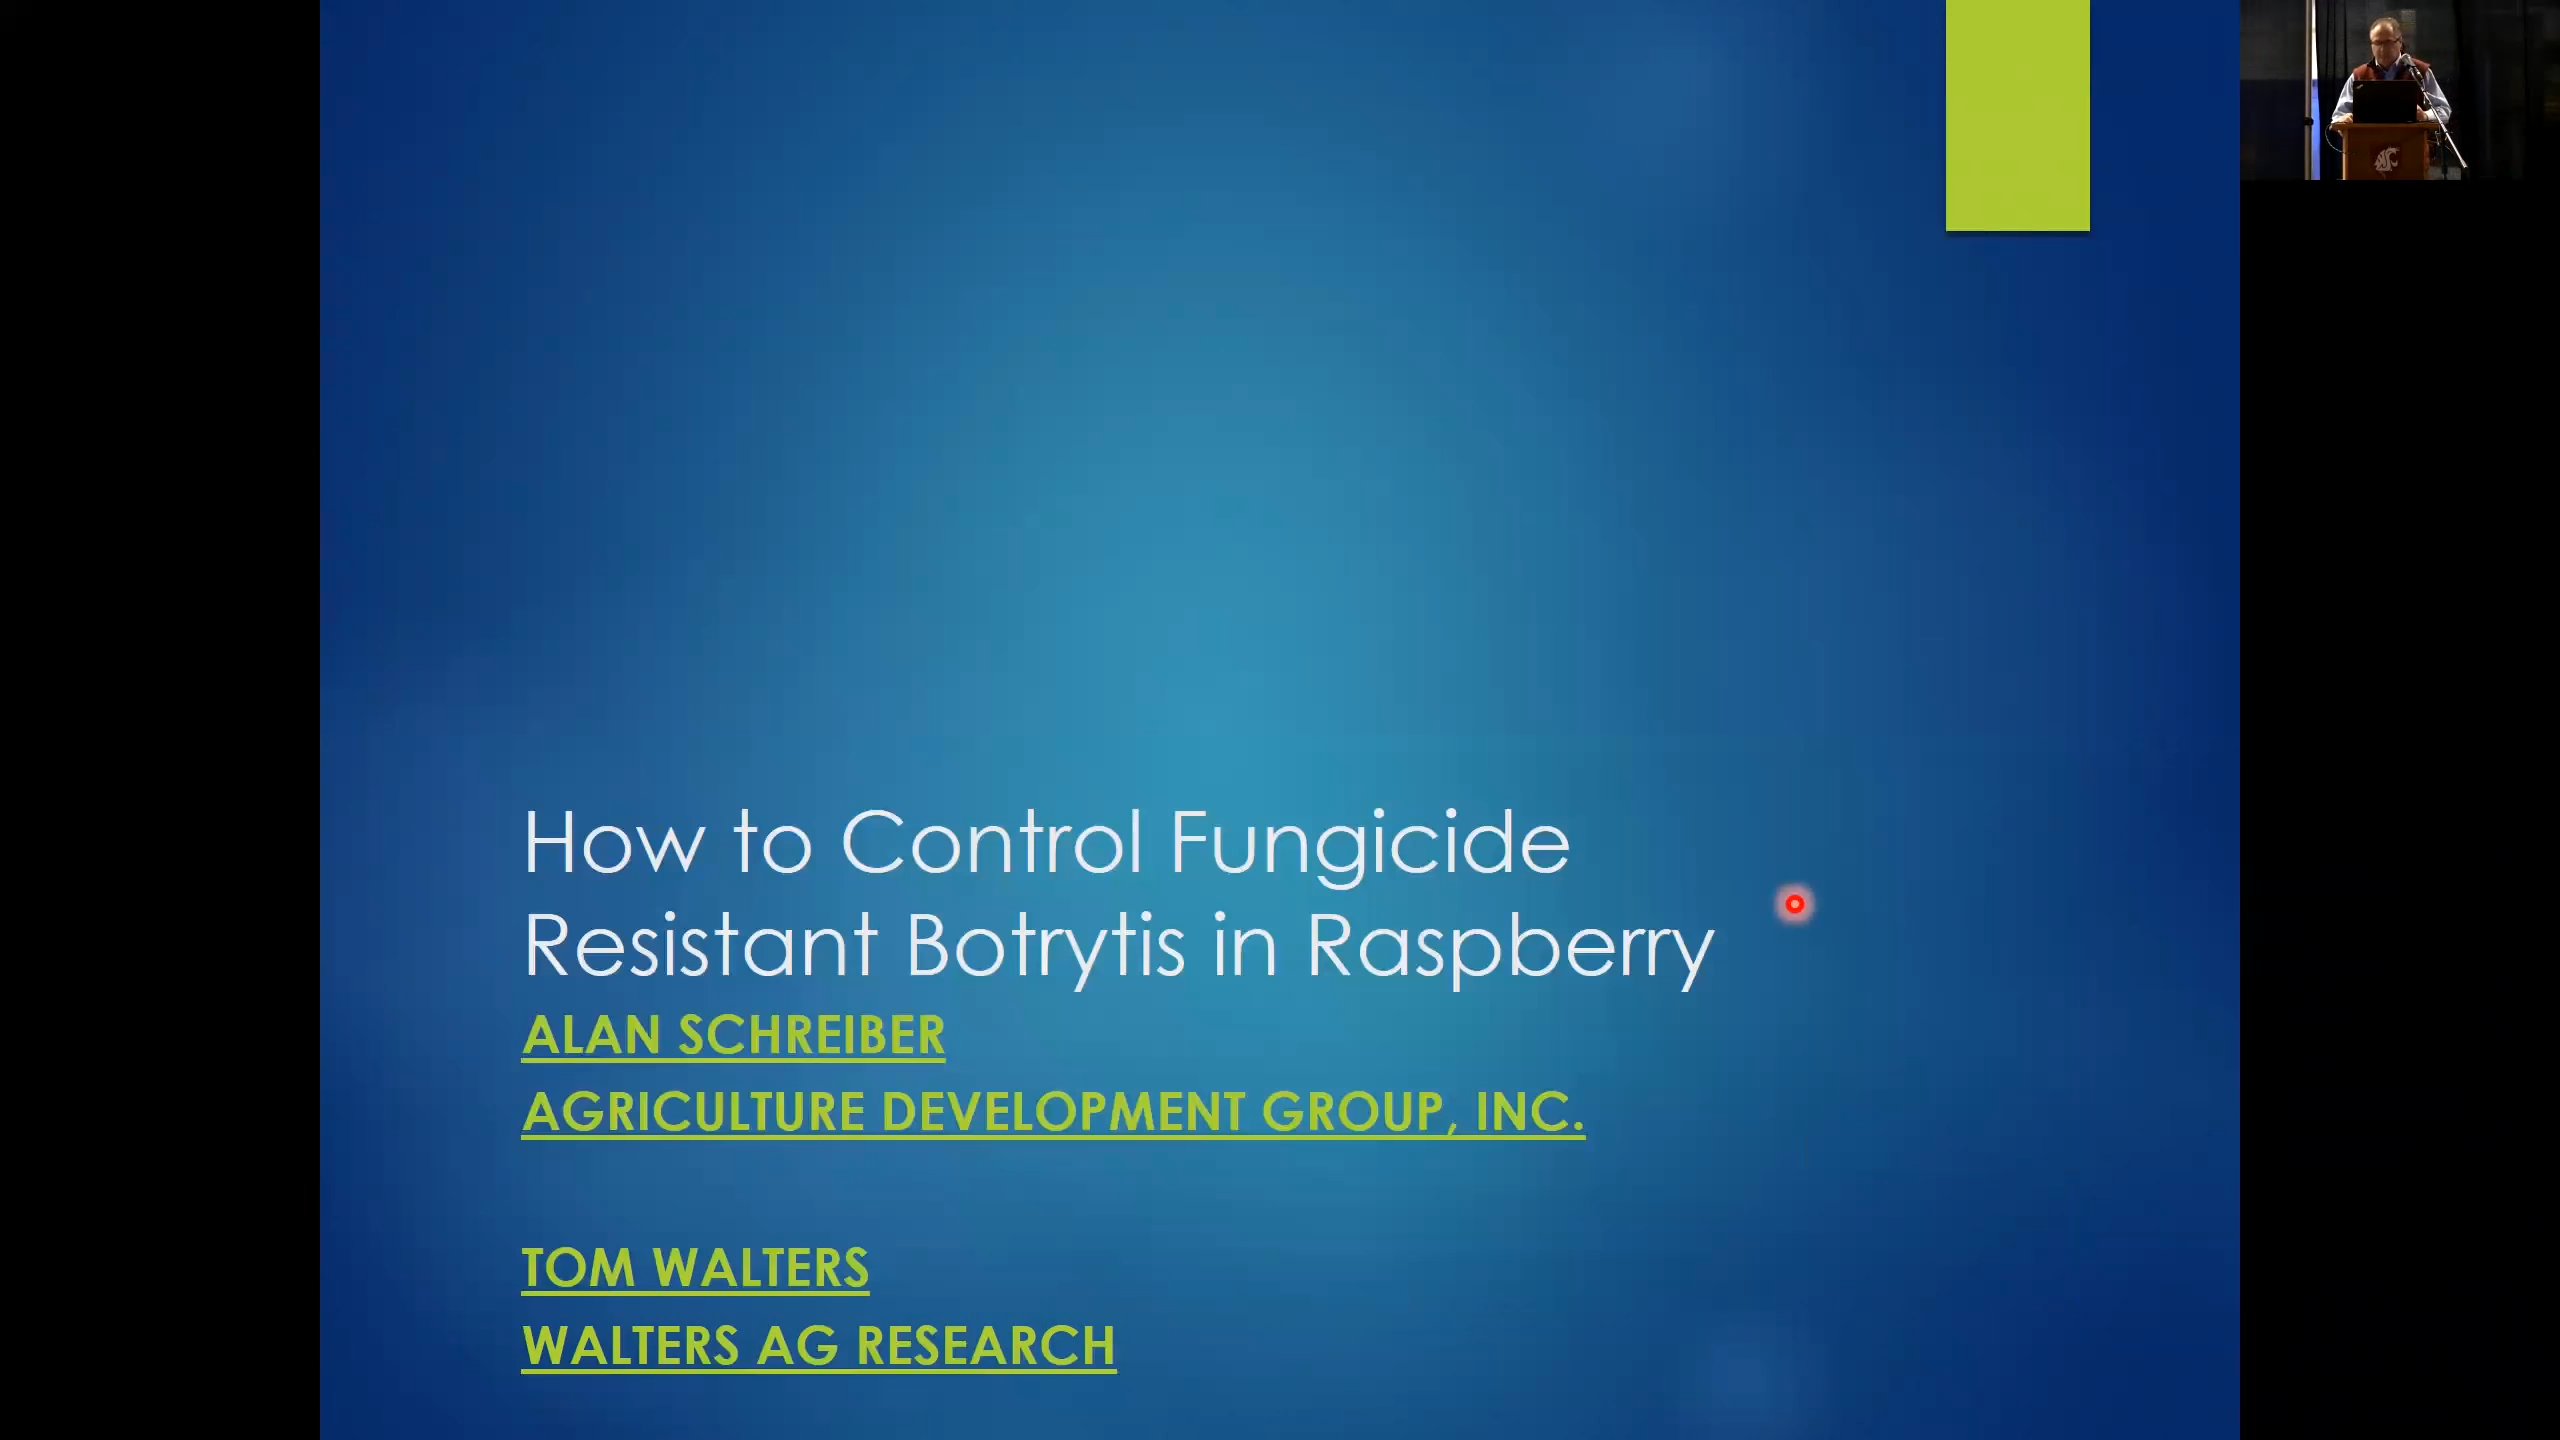 How to Control Fungicide
Resistant Botrytis in Raspberry
ALAN SCHREIBER
AGRICULTURE DEVELOPMENT GROUP, INC.
TOM WALTERS
WALTERS AG RESEARCH